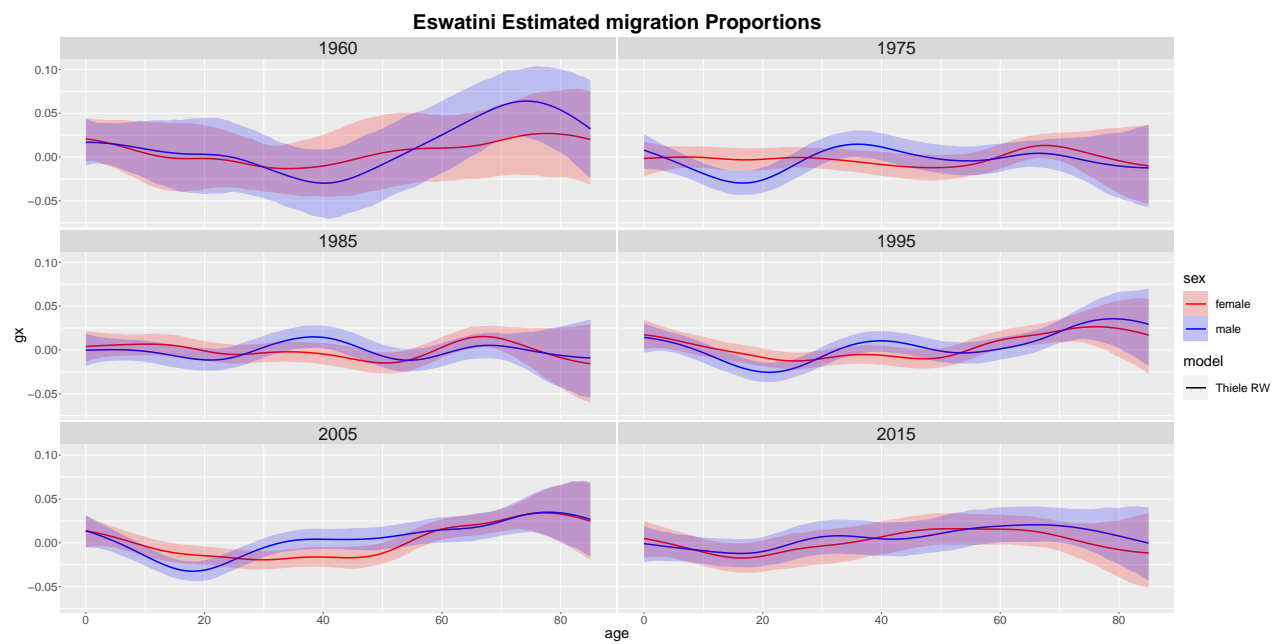 Eswatini Estimated migration Proportions
1960
1975
0.10
0.05
0.00
−0.05
1985
1995
0.10
0.05
0.00
−0.05
2005
2015
0.10
0.05
0.00
−0.05
0 20 40 60 80
0 20 40 60 80
gx
age
sex
female
male
model
Thiele RW